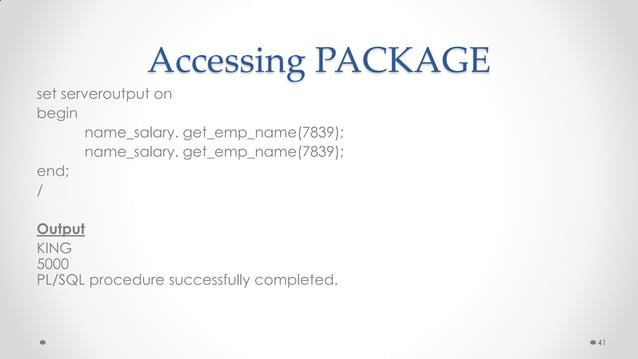 Accessing PACKAGE
set serveroutput on
begin
name_salary. get_emp_name(7839);
name_salary. get_emp_name(7839);
end;
/
Output
KING
5000
PL/SQL procedure successfully completed.
41